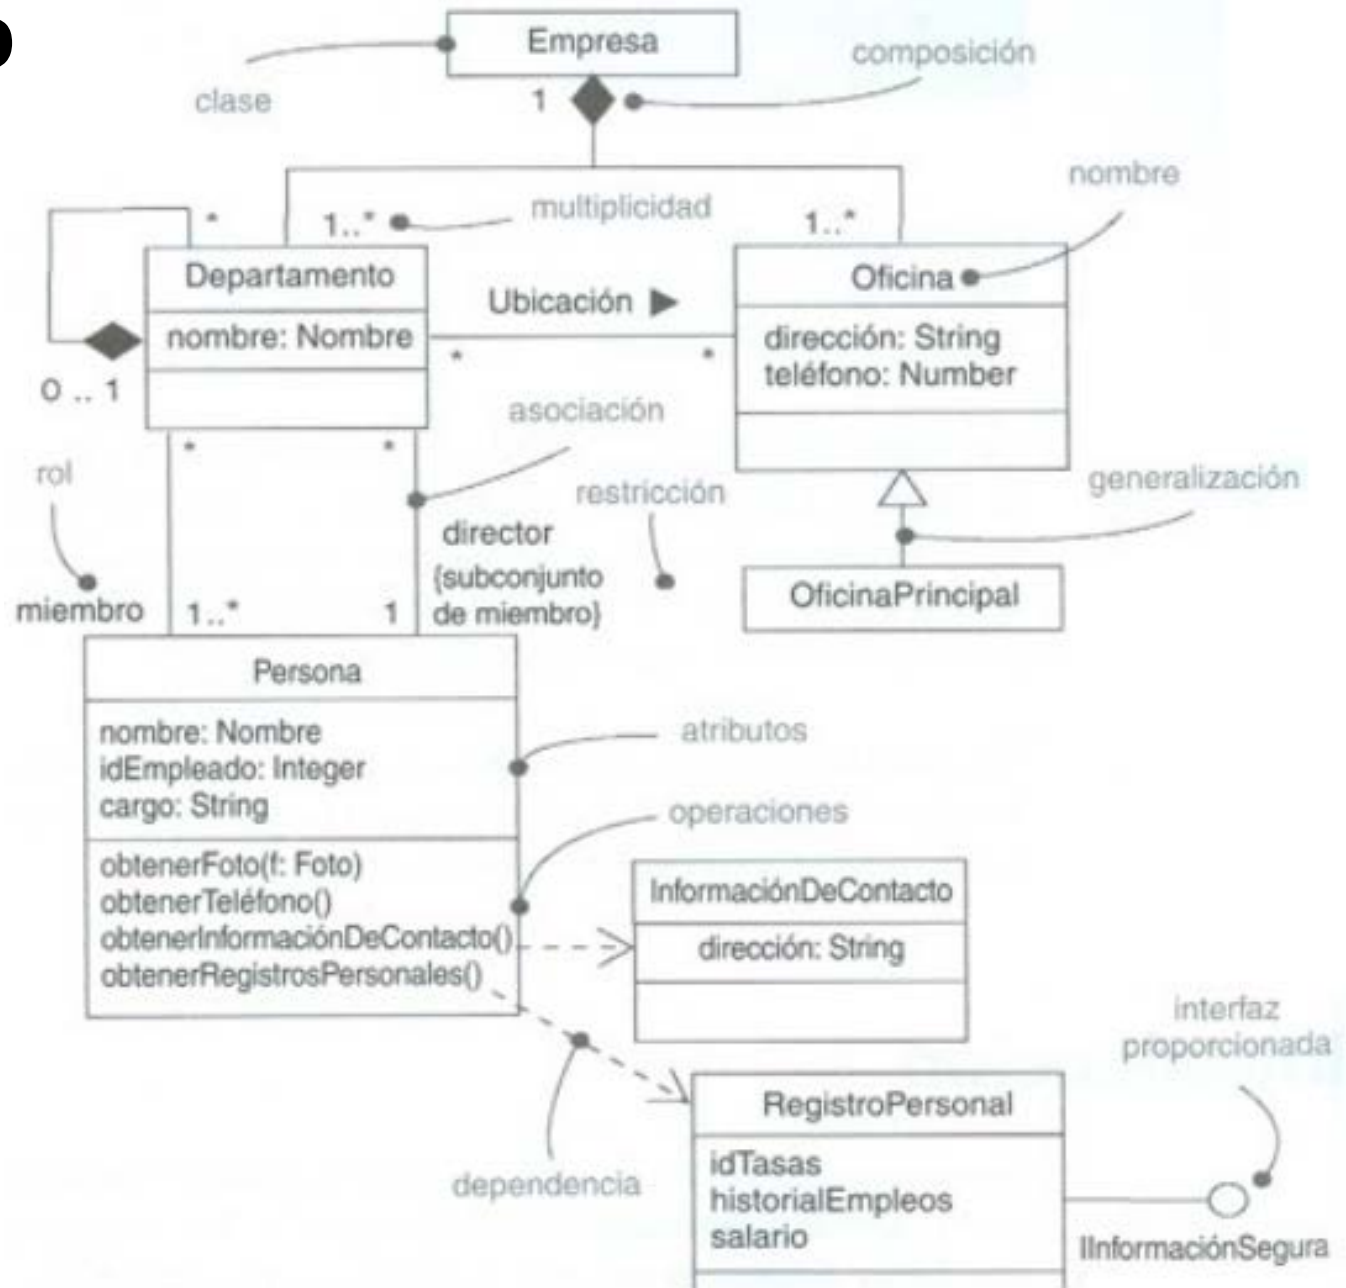 Empresa
composición
clase
1
nombre
*
1..*
multiplicidad
1..*
Departamento
Oficina
Ubicación ▶
nombre: Nombre
dirección: String
teléfono: Number
*
*
0 .. 1
asociación
*
*
rol
restricción
generalización
director
{subconjunto
de miembro}
miembro
1..*
1
OficinaPrincipal
Persona
nombre: Nombre
idEmpleado: Integer
cargo: String
atributos
operaciones
obtenerFoto(f: Foto)
obtenerTeléfono()
obtenerInformaciónDeContacto()
obtenerRegistrosPersonales()
InformaciónDeContacto
dirección: String
interfaz
proporcionada
RegistroPersonal
idTasas
historialEmpleos
salario
dependencia
IInformaciónSegura